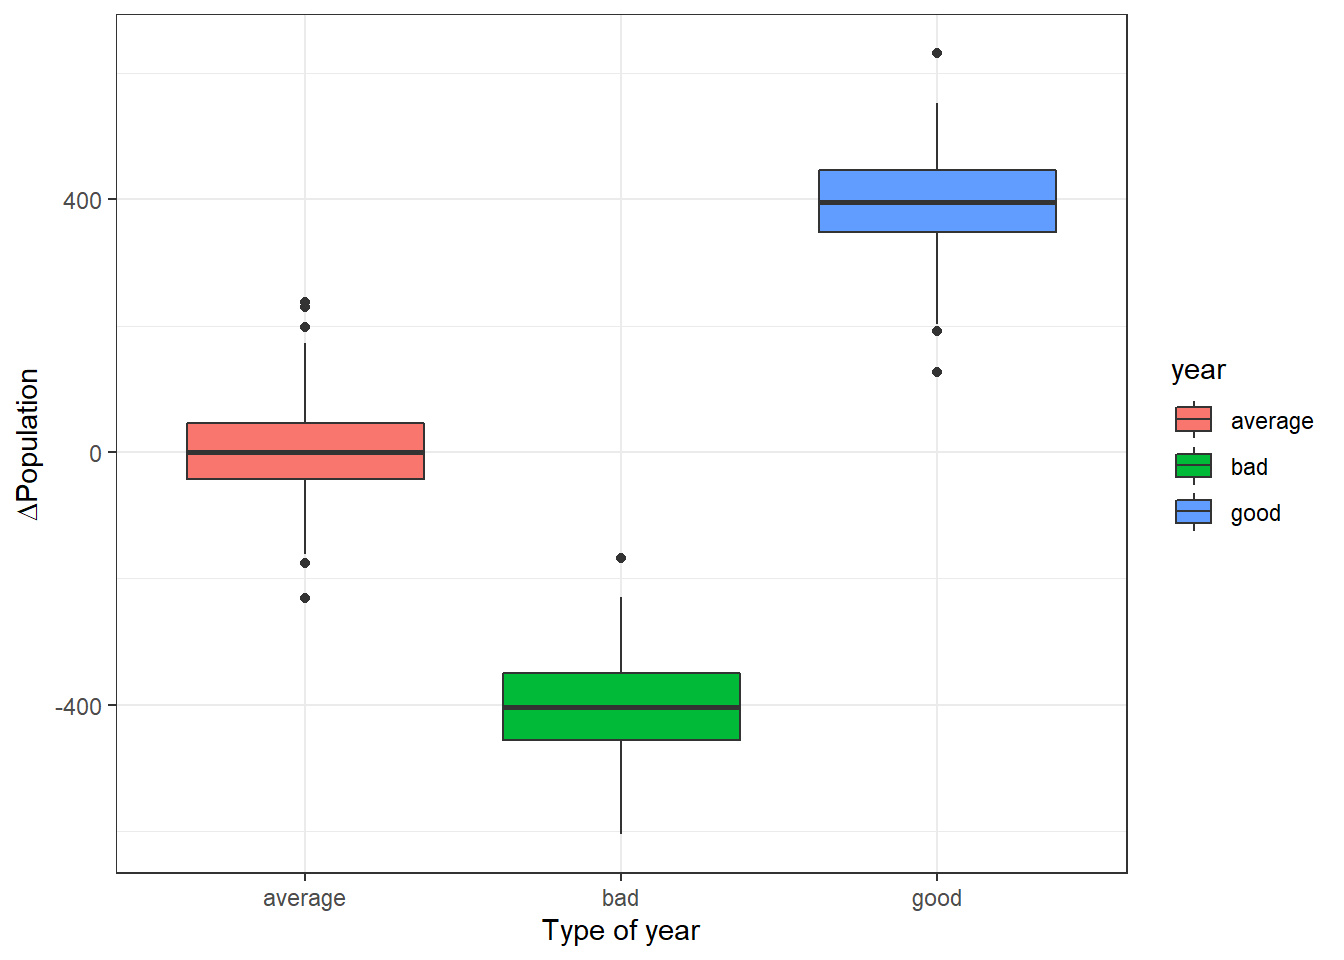 400
0
-400
ΔPopulation
average
bad
good
Type of year
year
average
bad
good